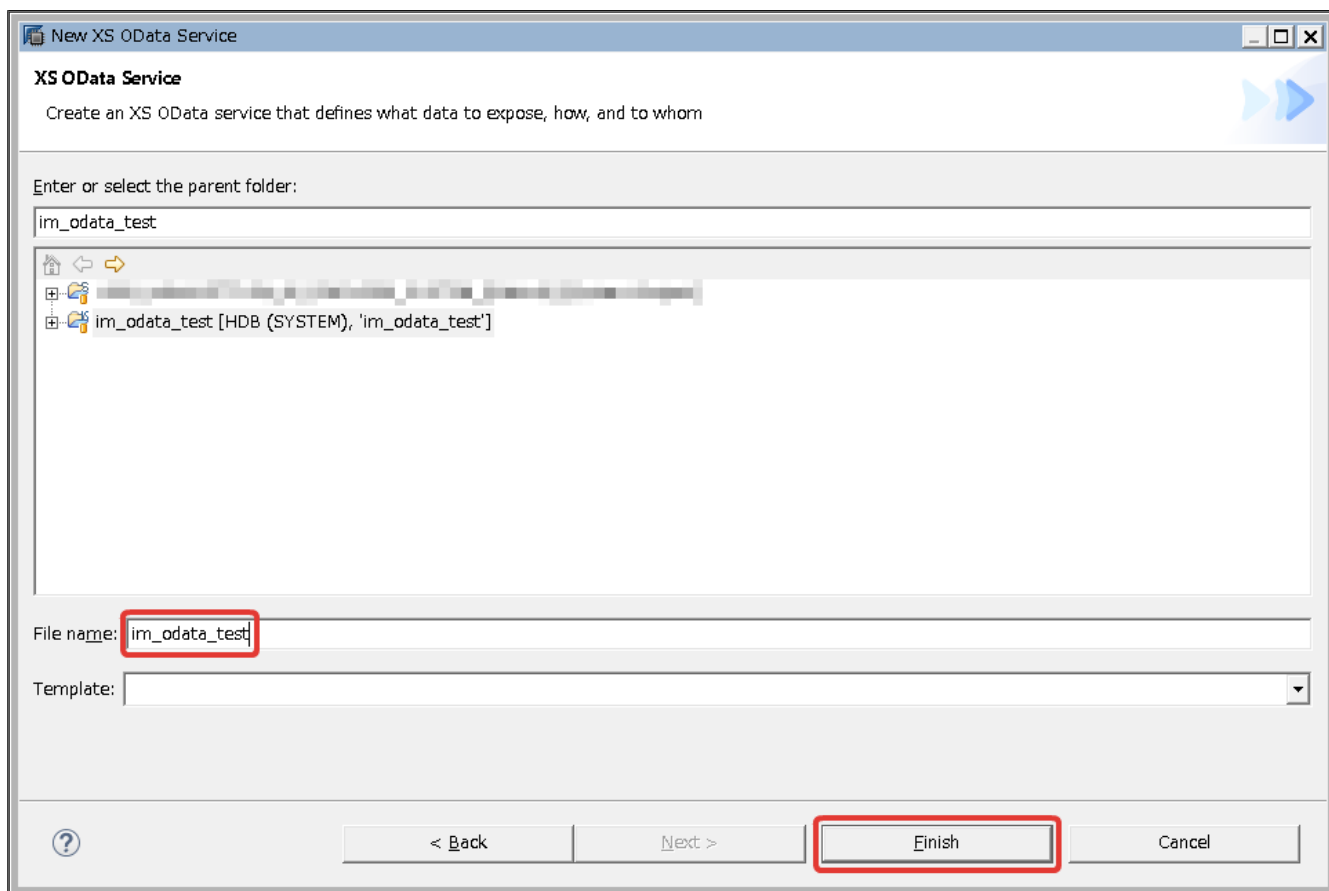 New XS OData Service
XS OData Service
Create an XS OData service that defines what data to expose, how, and to whom
Enter or select the parent folder:
im_odata_test
im_odata_test [HDB (SYSTEM), 'im_odata_test']
File name: im_odata_test
Template:
< Back Next > Finish Cancel